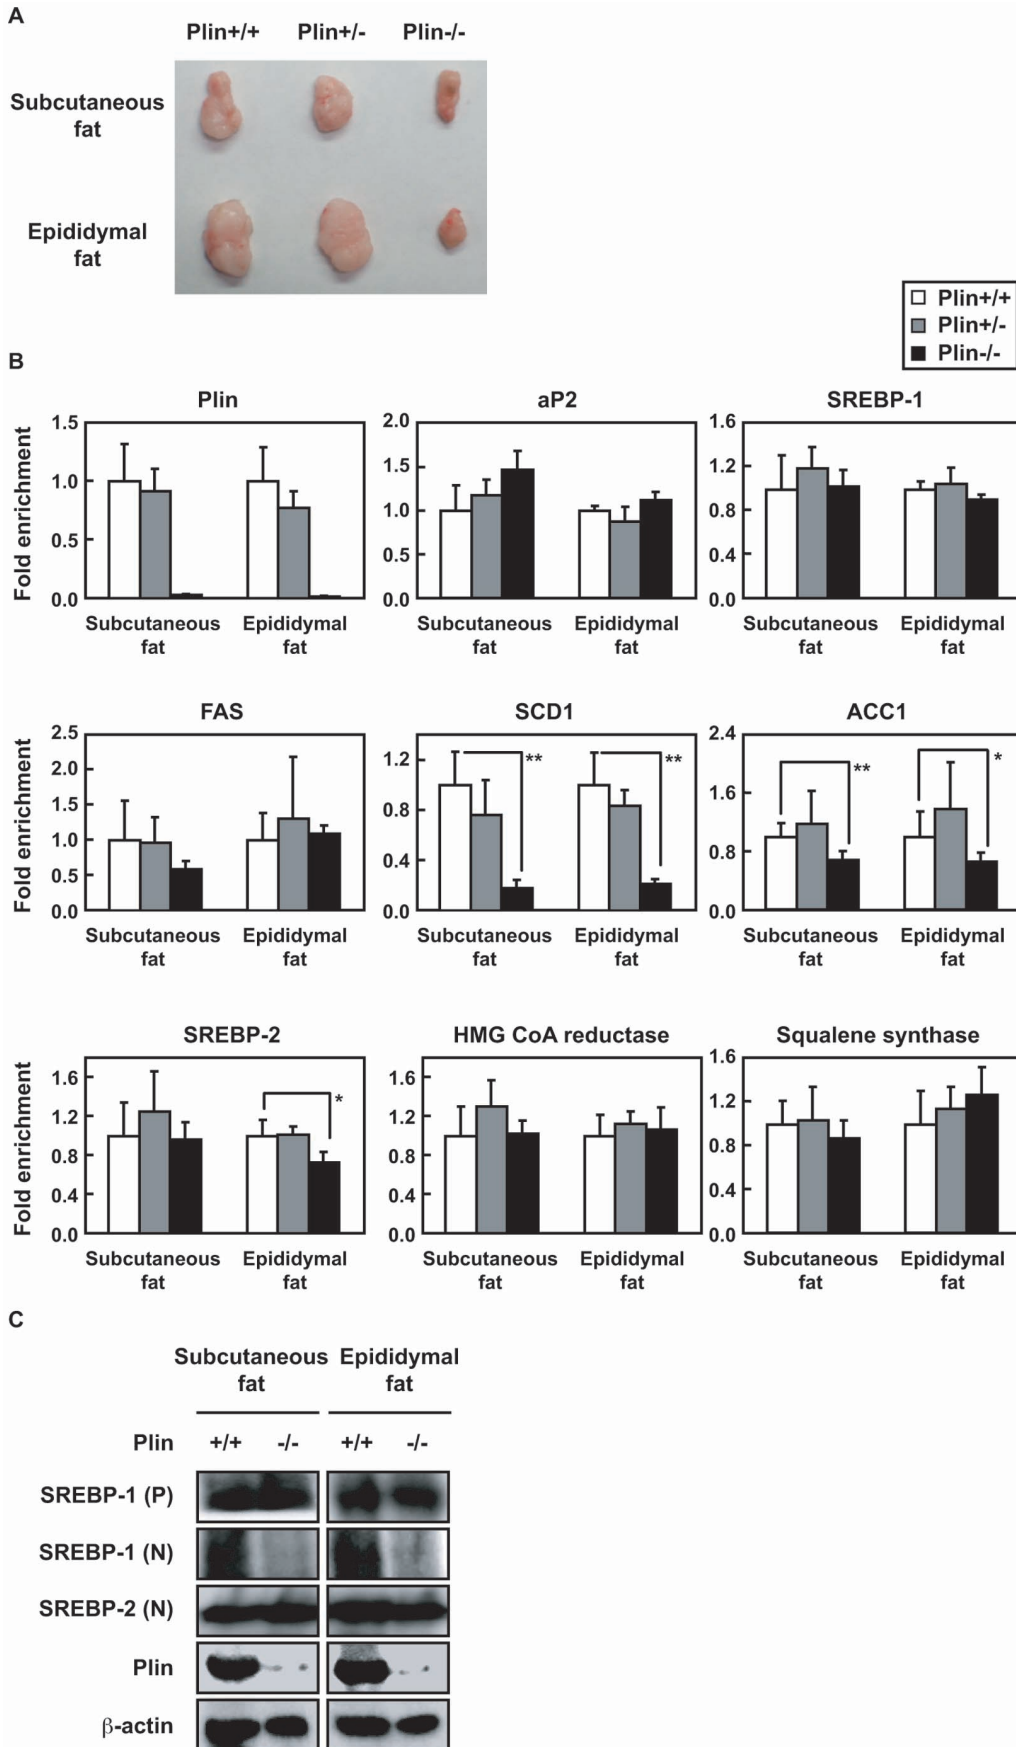 A
Plin+/+ Plin+/- Plin-/-
Subcutaneous
fat
Epididymal
fat
Plin+/+
Plin+/-
Plin-/-
B
Plin aP2 SREBP-1
Fold enrichment
1.5
1.0
0.5
0.0
2.0
1.5
1.0
0.5
0.0
1.6
1.2
0.8
0.4
0.0
Subcutaneous Epididymal Subcutaneous Epididymal Subcutaneous Epididymal
fat fat fat fat fat fat
FAS SCD1 ACC1
Fold enrichment
2.5
2.0
1.5
1.0
0.5
0.0
1.2
0.8
0.4
0.0
** **
2.4
1.6
0.8
0.0
** *
Subcutaneous Epididymal Subcutaneous Epididymal Subcutaneous Epididymal
fat fat fat fat fat fat
SREBP-2 HMG CoA reductase Squalene synthase
Fold enrichment
1.6
1.2
0.8
0.4
0.0
*
1.6
1.2
0.8
0.4
0.0
1.6
1.2
0.8
0.4
0.0
Subcutaneous Epididymal Subcutaneous Epididymal Subcutaneous Epididymal
fat fat fat fat fat fat
C
Subcutaneous Epididymal
fat fat
Plin +/+ -/- +/+ -/-
SREBP-1 (P)
SREBP-1 (N)
SREBP-2 (N)
Plin
β-actin